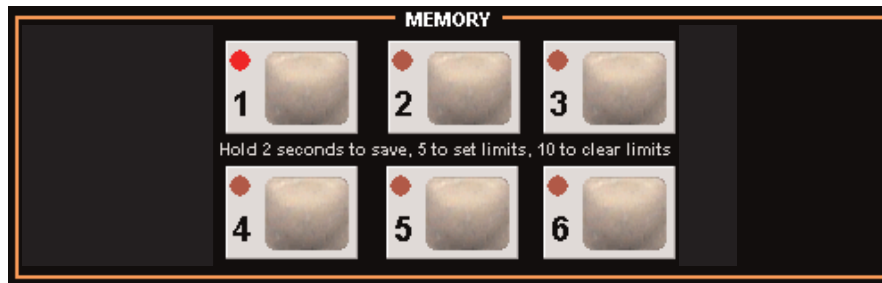 MEMORY
1 2 3
Hold 2 seconds to save, 5 to set limits, 10 to clear limits
4 5 6